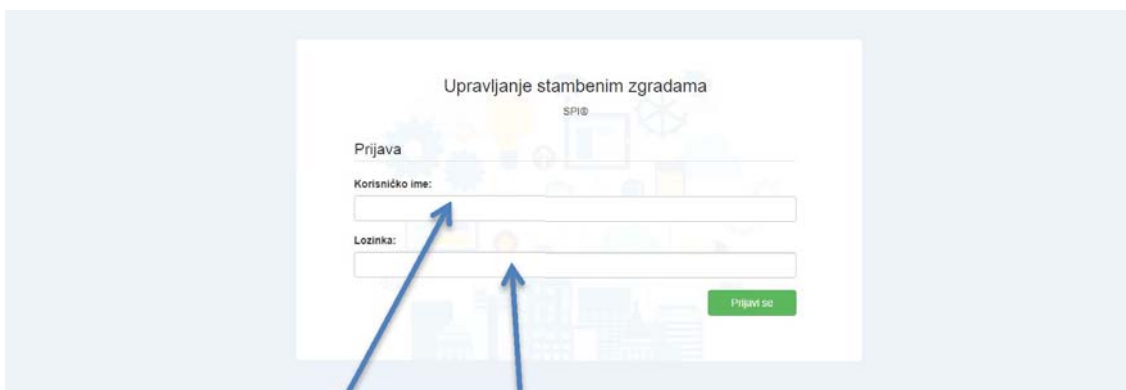 Upravljanje stambenim zgradama
SPI®
Prijava
Korisničko ime:
Lozinka:
Prijavi se